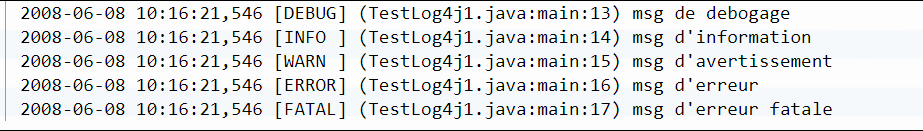 2008-06-08 10:16:21,546 [DEBUG] (TestLog4j1.java:main:13) msg de debogage
2008-06-08 10:16:21,546 [INFO ] (TestLog4j1.java:main:14) msg d'information
2008-06-08 10:16:21,546 [WARN ] (TestLog4j1.java:main:15) msg d'avertissement
2008-06-08 10:16:21,546 [ERROR] (TestLog4j1.java:main:16) msg d'erreur
2008-06-08 10:16:21,546 [FATAL] (TestLog4j1.java:main:17) msg d'erreur fatale